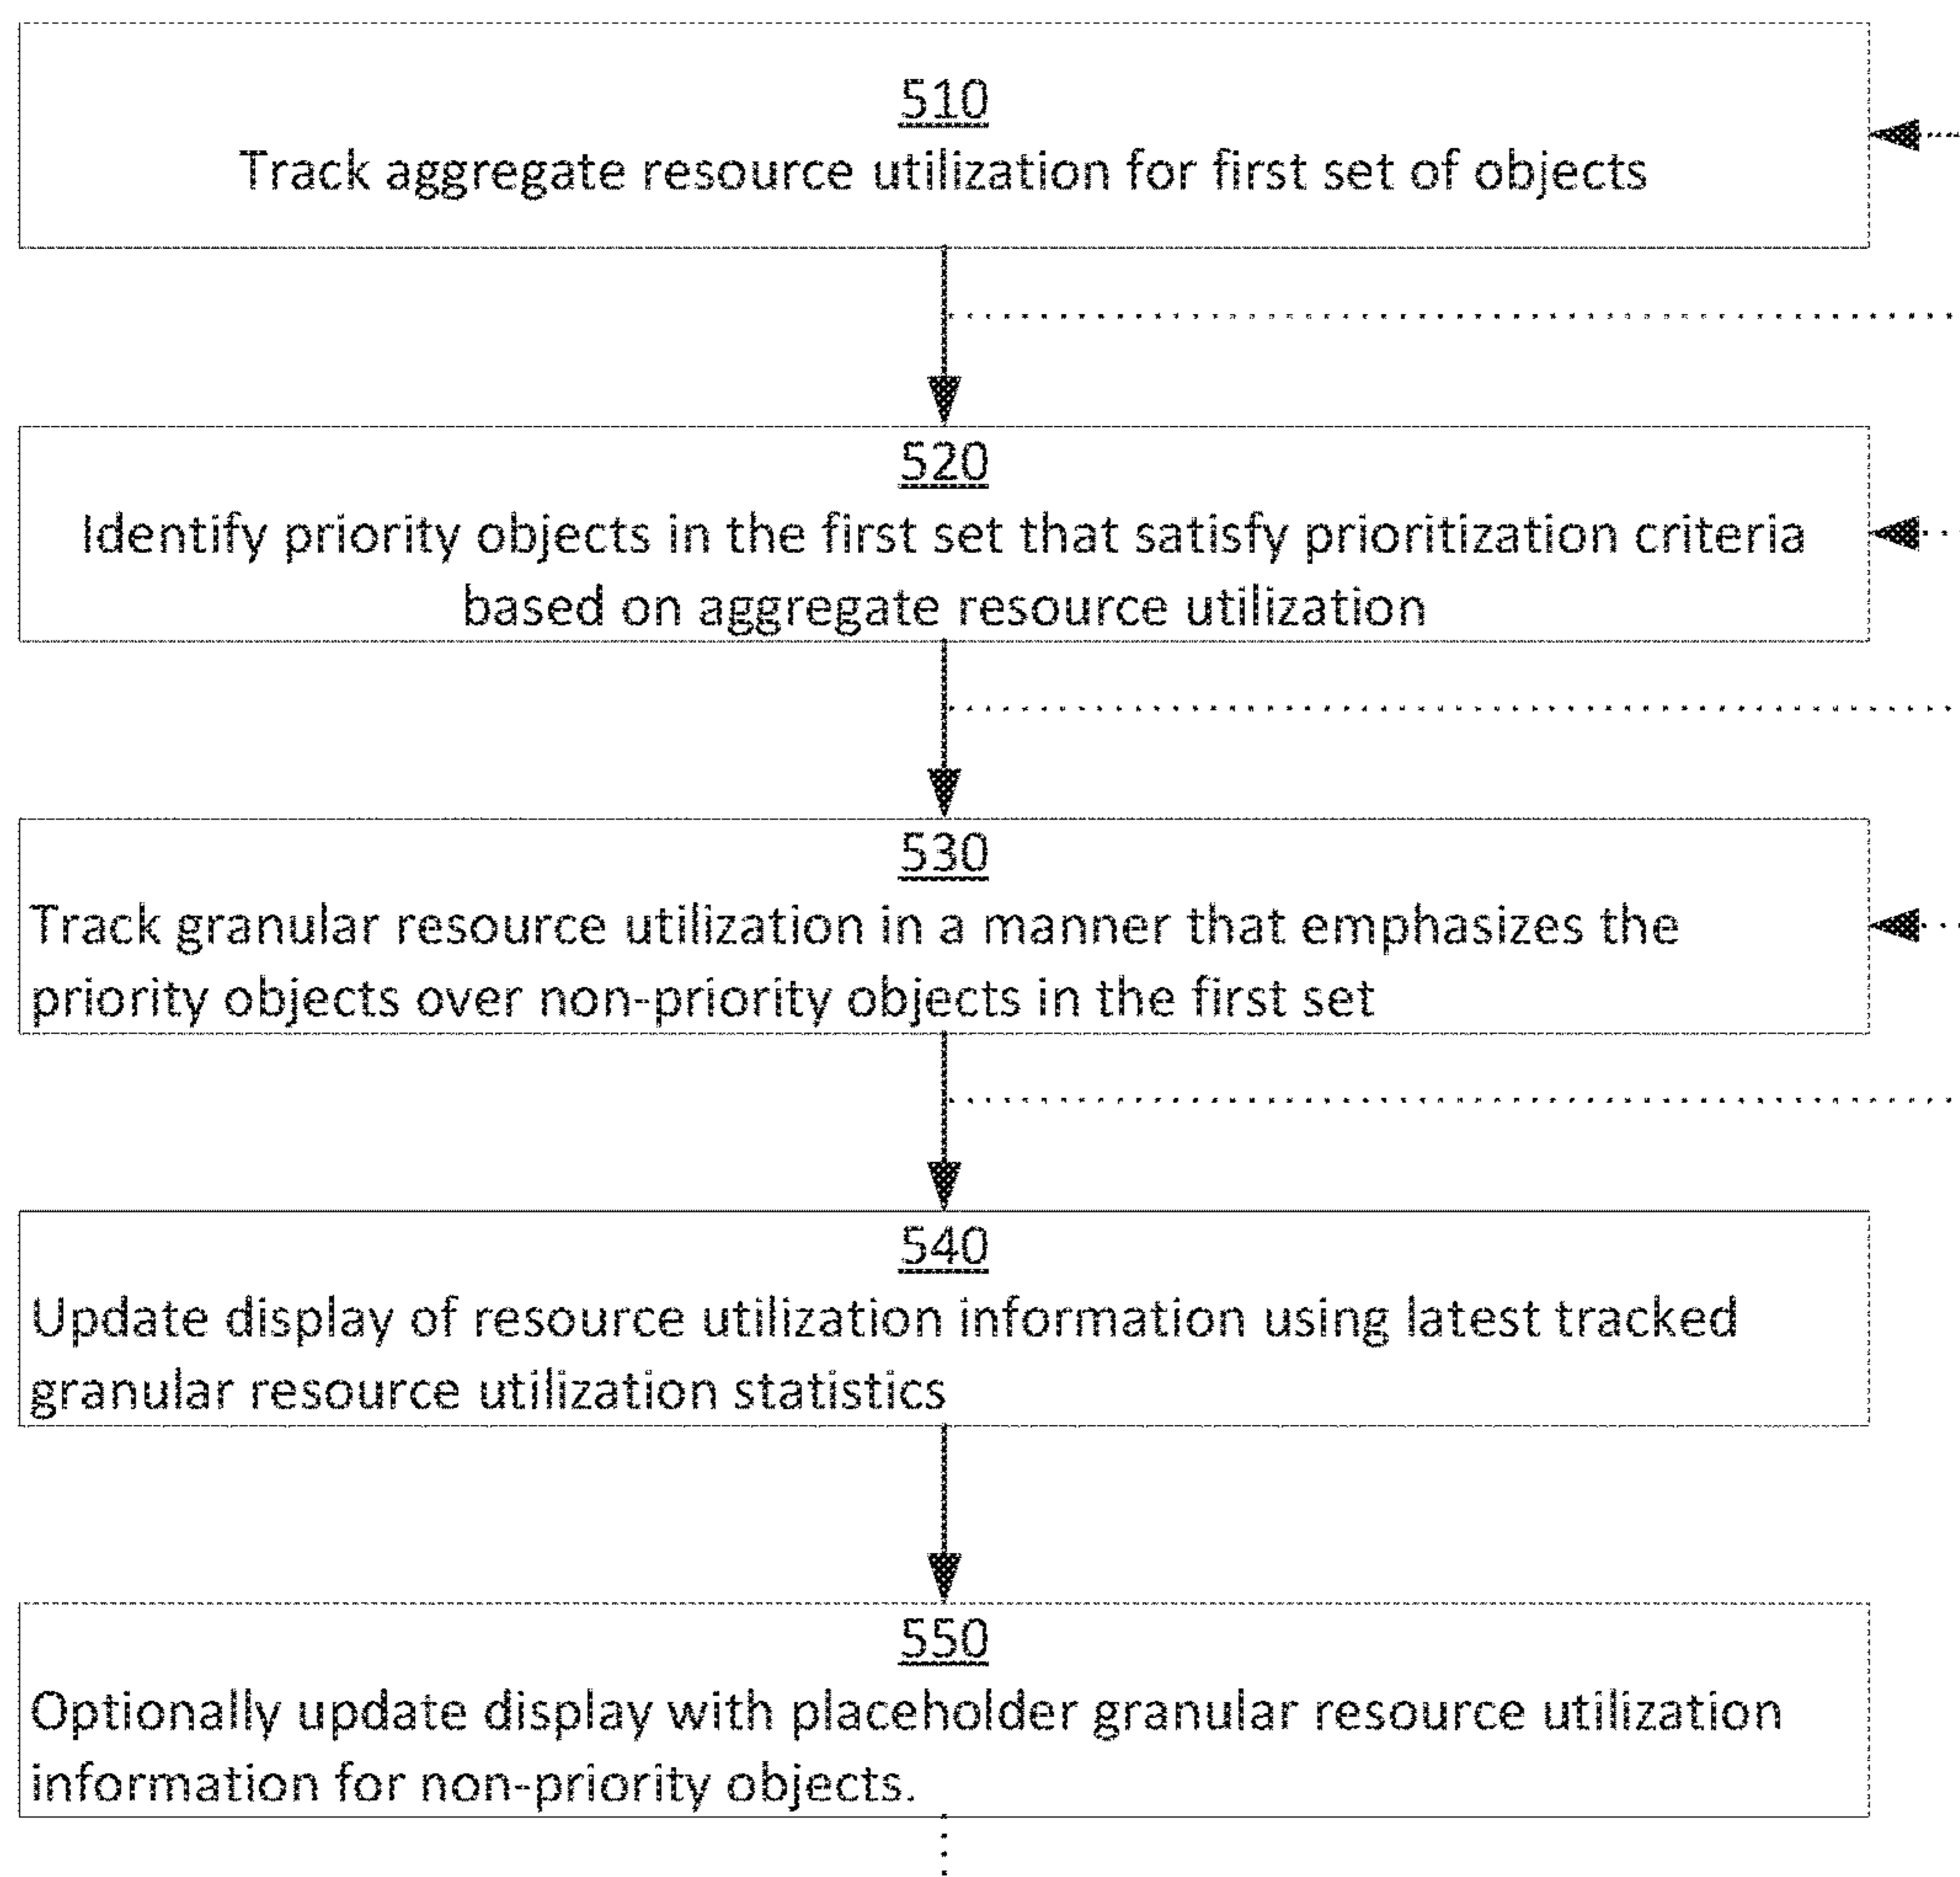 510
Track aggregate resource utilization for first set of objects
520
Identify priority objects in the first set that satisfy prioritization criteria
based on aggregate resource utilization
530
Track granular resource utilization in a manner that emphasizes the
priority objects over non-priority objects in the first set
540
Update display of resource utilization information using latest tracked
granular resource utilization statistics
550
Optionally update display with placeholder granular resource utilization
information for non-priority objects.